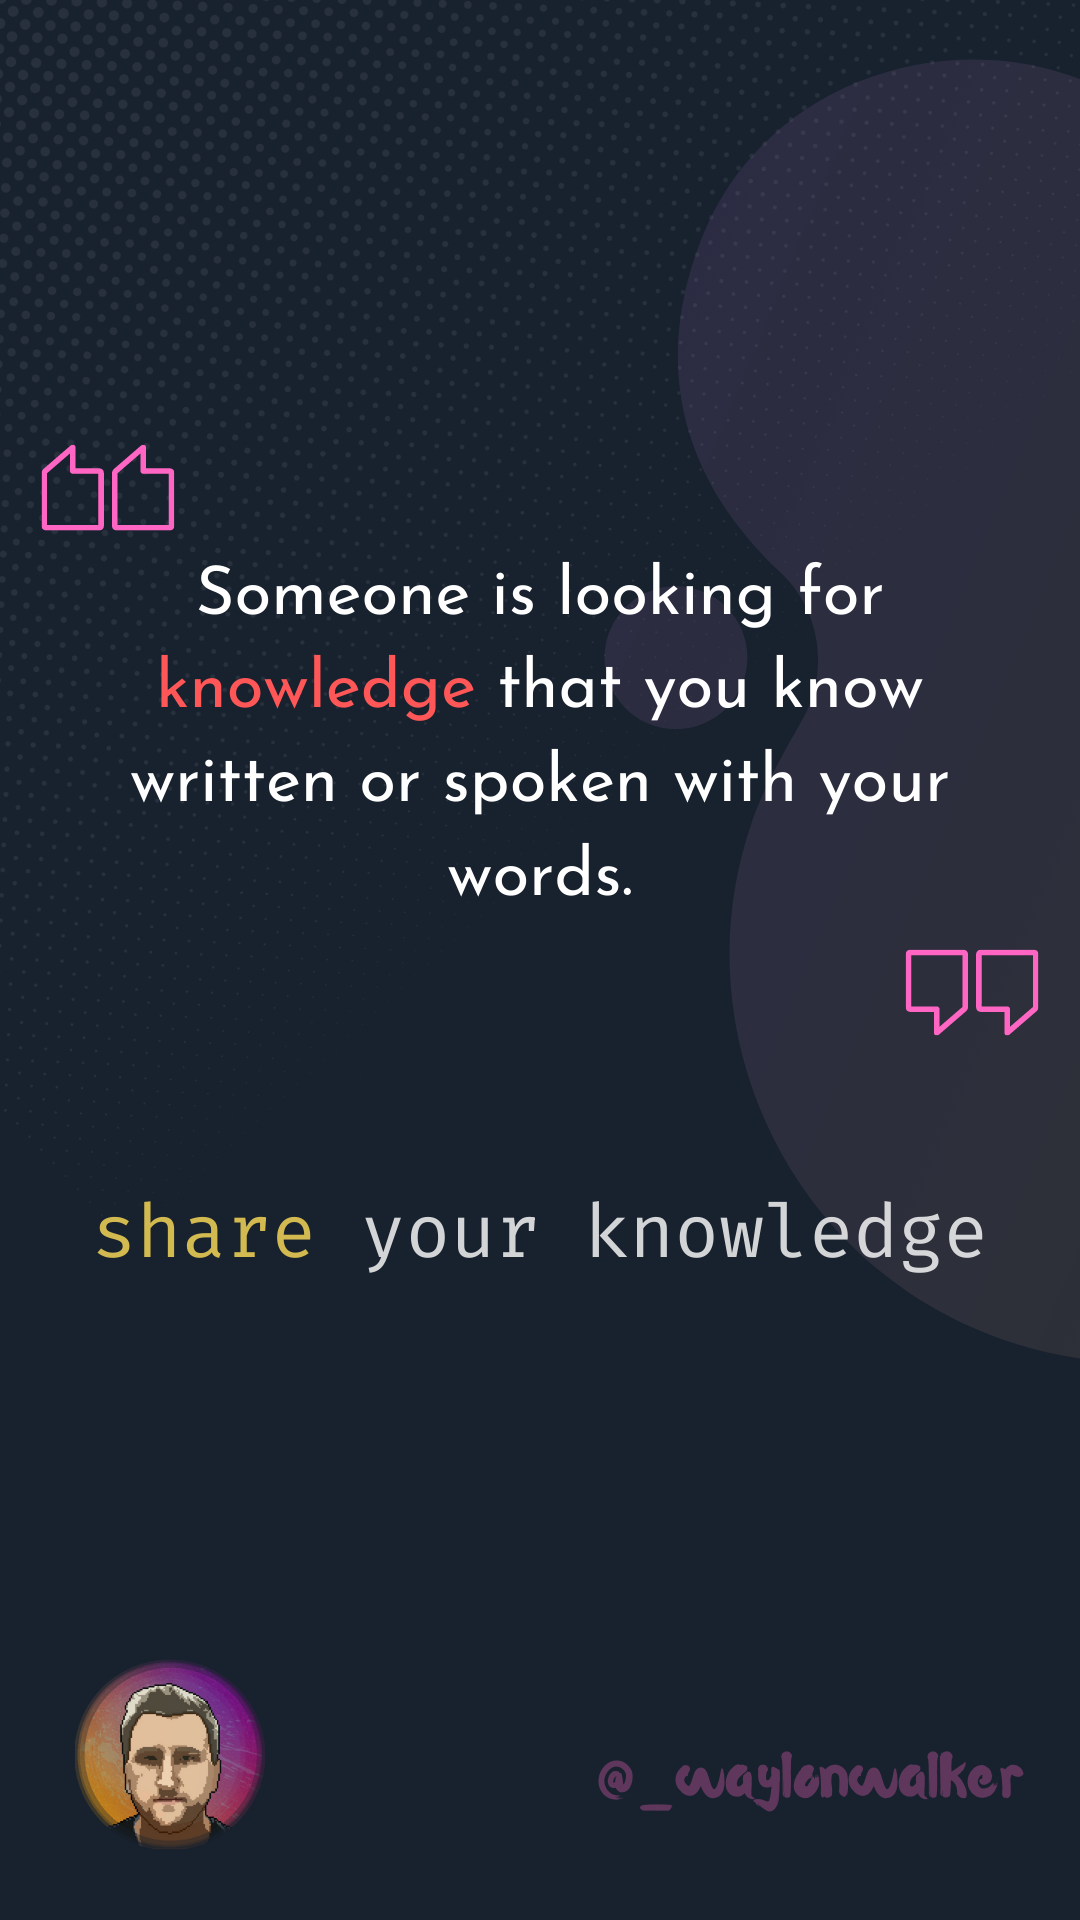 Someone is looking for
knowledge that you know
written or spoken with your
words.
share your knowledge
@_waylonwalker